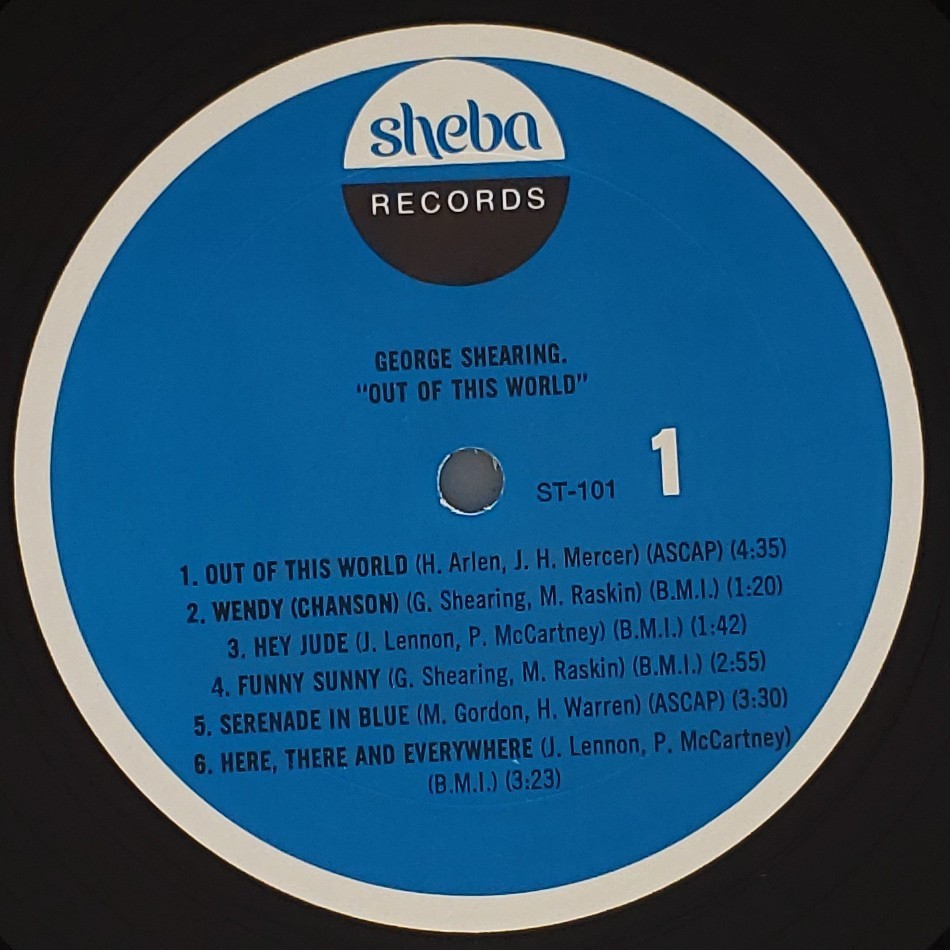 sheba
RECORDS
GEORGE SHEARING.
"OUT OF THIS WORLD"
ST-101 1
1. OUT OF THIS WORLD (H. Arlen, J. H. Mercer) (ASCAP) (4:35)
2. WENDY (CHANSON) (G. Shearing, M. Raskin) (B.M.I.) (1:20)
3. HEY JUDE (J. Lennon, P. McCartney) (B.M.I.) (1:42)
4. FUNNY SUNNY (G. Shearing, M. Raskin) (B.M.I.) (2:55)
5. SERENADE IN BLUE (M. Gordon, H. Warren) (ASCAP) (3:30)
6. HERE, THERE AND EVERYWHERE (J. Lennon, P. McCartney)
(B.M.I.) (3:23)